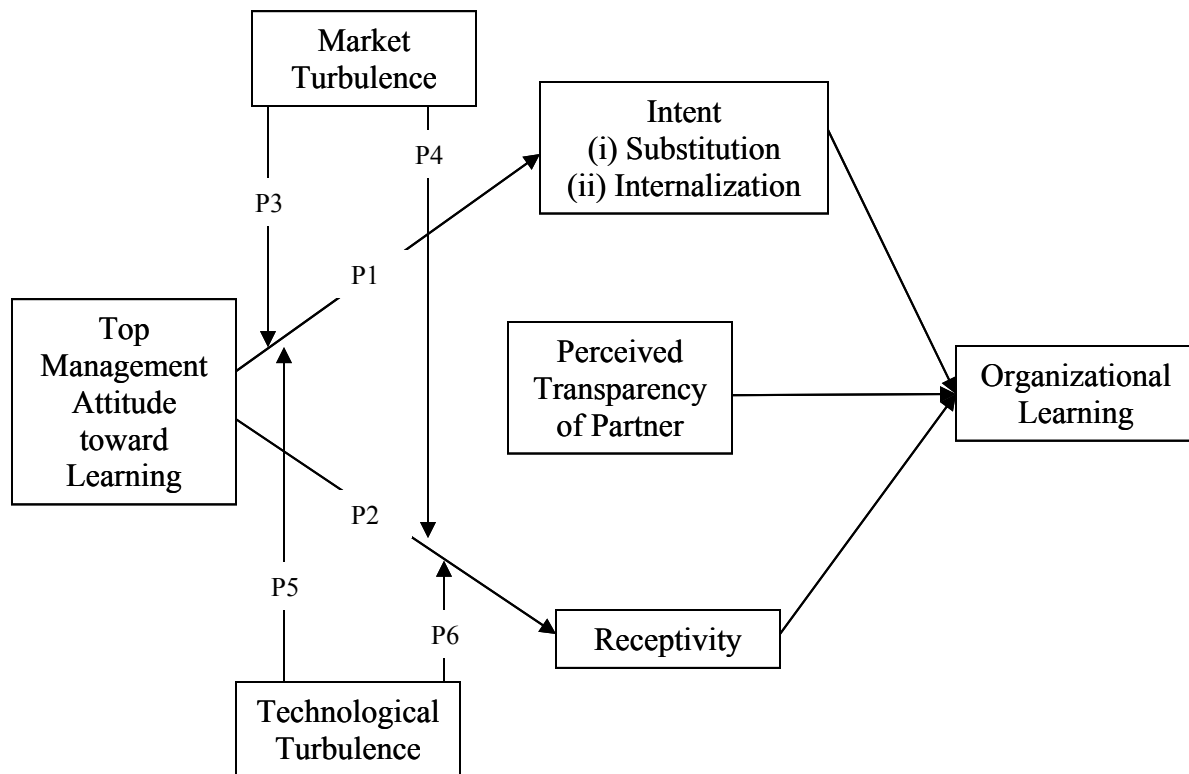 Market
Turbulence
Intent
(i) Substitution
(ii) Internalization
P4
P3
P1
Top
Management
Attitude
toward
Learning
Perceived
Transparency
of Partner
Organizational
Learning
P2
P5
P6
Receptivity
Technological
Turbulence